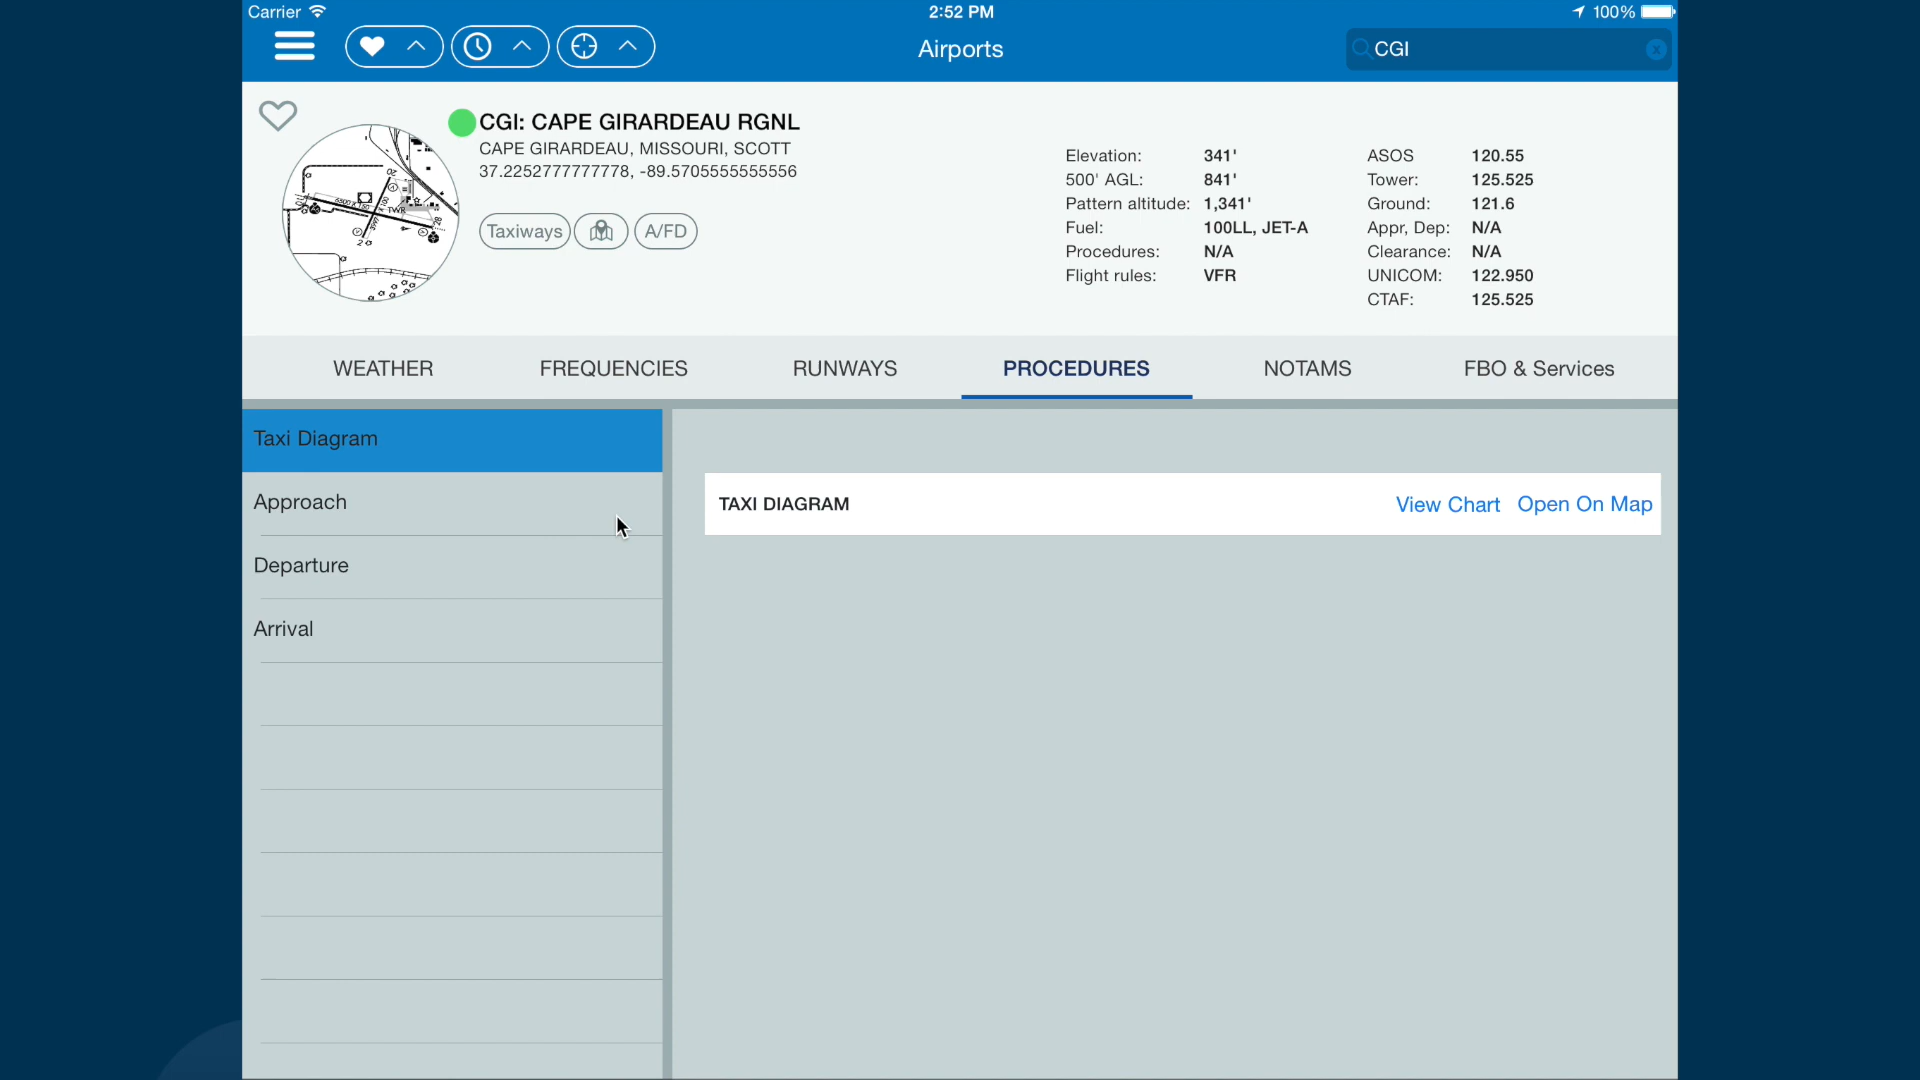 Carrier
2:52 PM
100%
Airports
CGI
CGI: CAPE GIRARDEAU RGNL
CAPE GIRARDEAU, MISSOURI, SCOTT
37.2252777777778, -89.5705555555556
Taxiways
A/FD
Elevation: 341'
500' AGL: 841'
Pattern altitude: 1,341'
Fuel: 100LL, JET-A
Procedures: N/A
Flight rules: VFR
ASOS 120.55
Tower: 125.525
Ground: 121.6
Appr, Dep: N/A
Clearance: N/A
UNICOM: 122.950
CTAF: 125.525
WEATHER
FREQUENCIES
RUNWAYS
PROCEDURES
NOTAMS
FBO & Services
Taxi Diagram
Approach
Departure
Arrival
TAXI DIAGRAM
View Chart
Open On Map